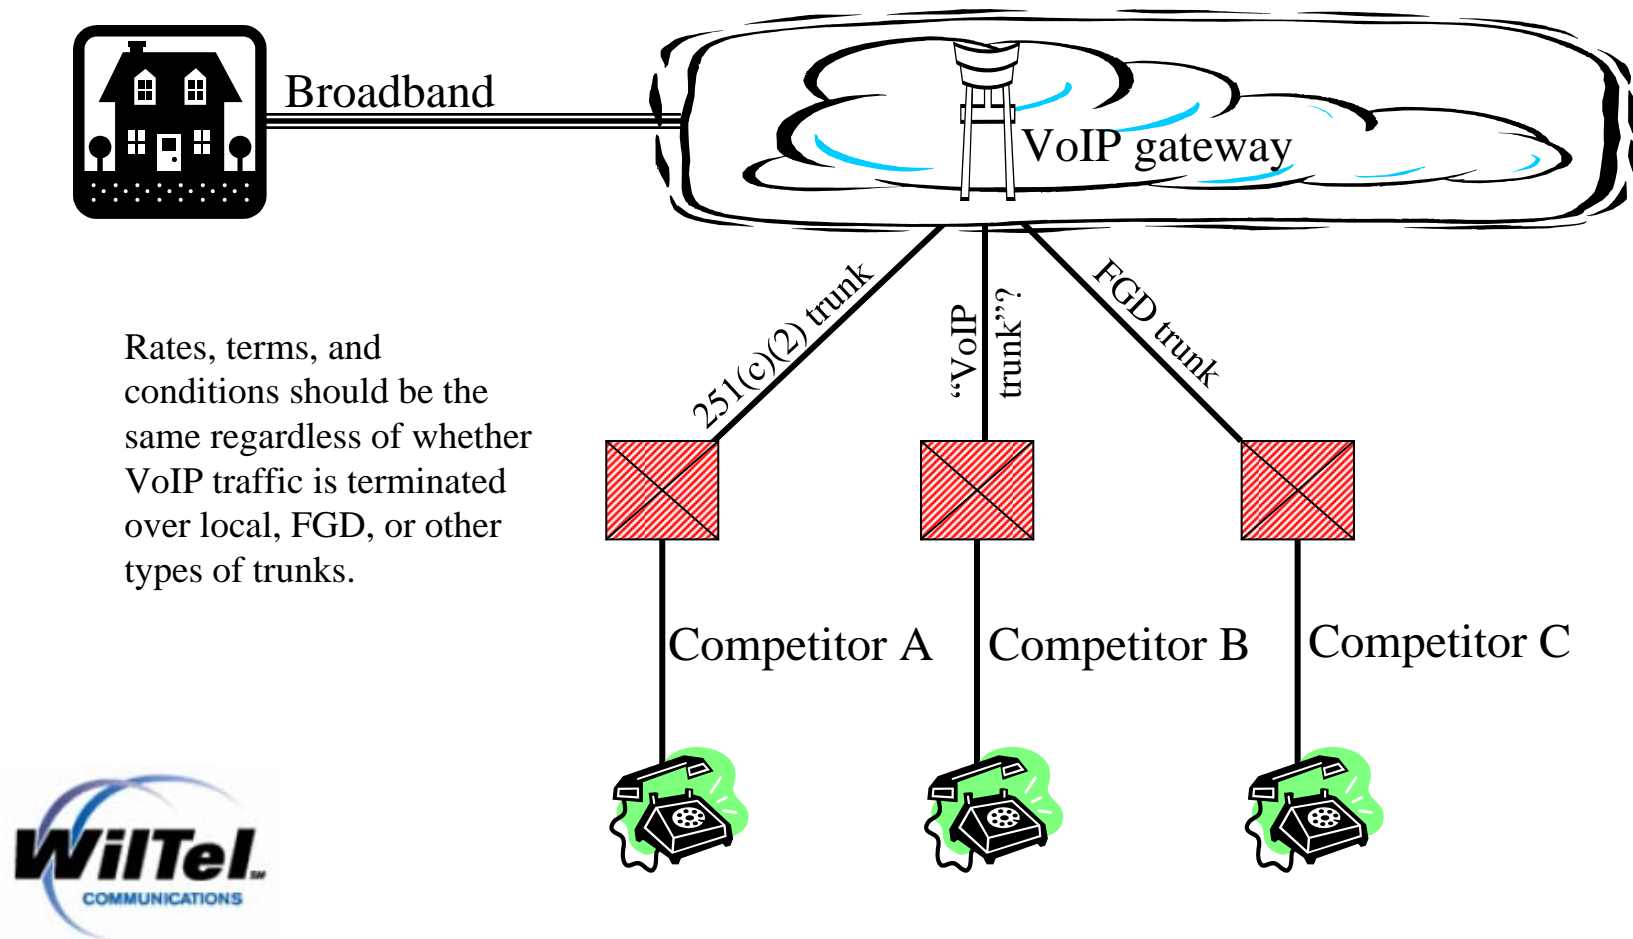 Broadband
VoIP gateway
251(c)(2) trunk
“VoIP
trunk”?
FGD trunk
Rates, terms, and
conditions should be the
same regardless of whether
VoIP traffic is terminated
over local, FGD, or other
types of trunks.
Competitor A
Competitor B
Competitor C
WilTel
SM
COMMUNICATIONS